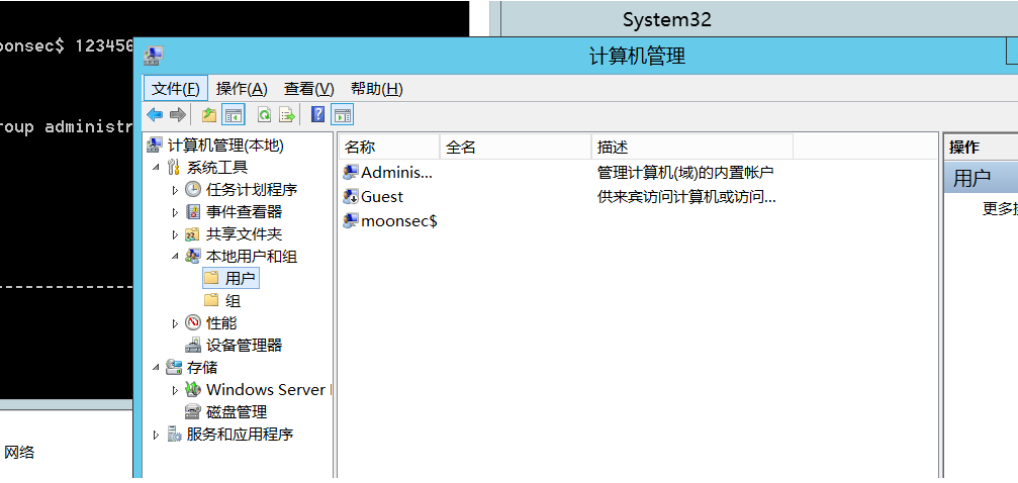 System32
onsec$ 123456
roup administr
计算机管理
文件(F) 操作(A) 查看(V) 帮助(H)
计算机管理(本地)
系统工具
任务计划程序
事件查看器
共享文件夹
本地用户和组
用户
组
性能
设备管理器
存储
Windows Server
磁盘管理
服务和应用程序
名称 全名 描述
Adminis... 管理计算机(域)的内置帐户
Guest 供来宾访问计算机或访问...
moonsec$
操作
用户
更多
网络